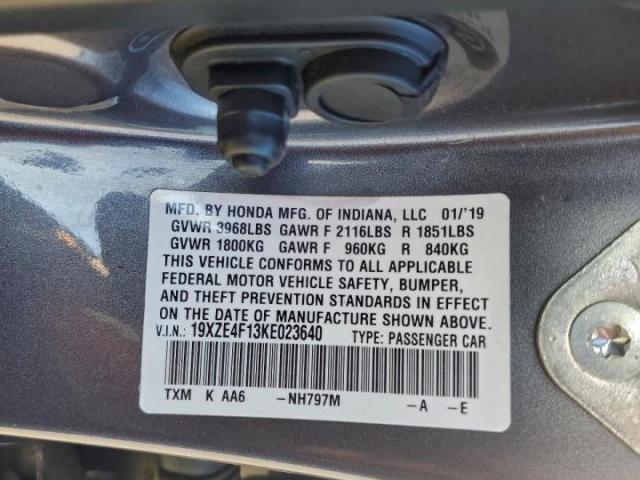 MFD. BY HONDA MFG. OF INDIANA, LLC 01/'19
GVWR 3968LBS GAWR F 2116LBS R 1851LBS
GVWR 1800KG GAWR F 960KG R 840KG
THIS VEHICLE CONFORMS TO ALL APPLICABLE
FEDERAL MOTOR VEHICLE SAFETY, BUMPER,
AND THEFT PREVENTION STANDARDS IN EFFECT
ON THE DATE OF MANUFACTURE SHOWN ABOVE.
V.I.N.: 19XZE4F13KE023640 TYPE: PASSENGER CAR
TXM K AA6 -NH797M -A -E